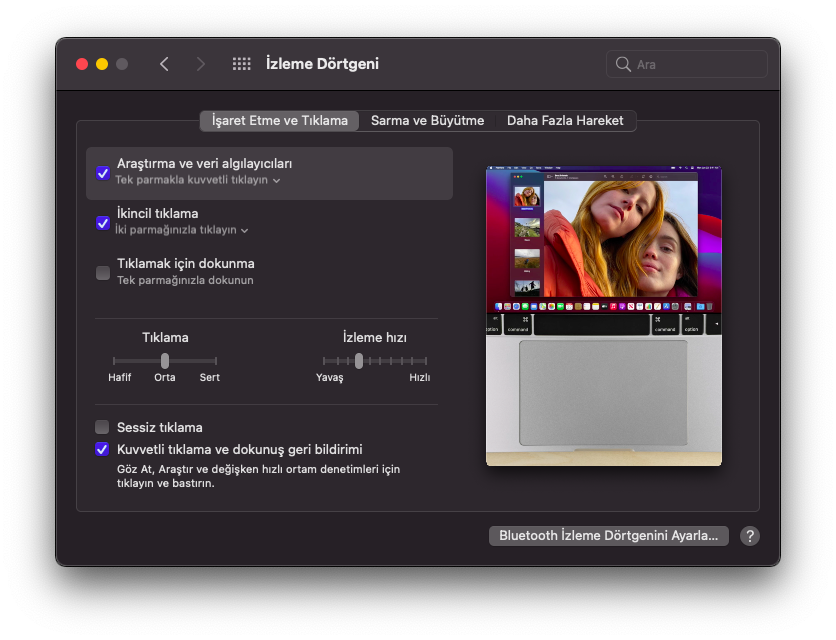 İzleme Dörtgeni
Ara
İşaret Etme ve Tıklama
Sarma ve Büyütme
Daha Fazla Hareket
Araştırma ve veri algılayıcıları
Tek parmakla kuvvetli tıklayın
İkincil tıklama
İki parmağınızla tıklayın
Tıklamak için dokunma
Tek parmağınızla dokunun
Tıklama
İzleme hızı
Hafif Orta Sert
Yavaş Hızlı
Sessiz tıklama
Kuvvetli tıklama ve dokunuş geri bildirimi
Göz At, Araştır ve değişken hızlı ortam denetimleri için
tıklayın ve bastırın.
option
⌘
command
⌘
command
option
Bluetooth İzleme Dörtgenini Ayarla...
?